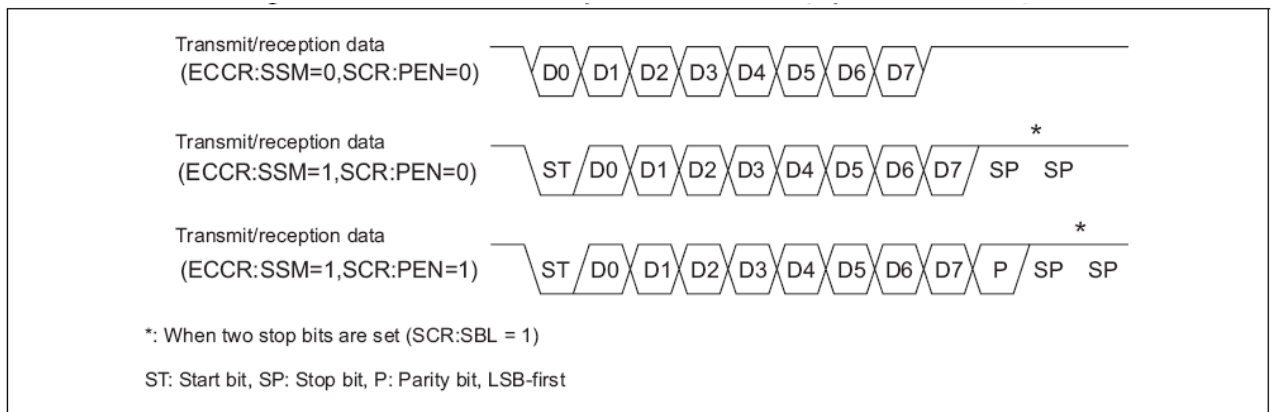 Transmit/reception data
(ECCR:SSM=0,SCR:PEN=0)
D0 D1 D2 D3 D4 D5 D6 D7
*
Transmit/reception data
(ECCR:SSM=1,SCR:PEN=0)
ST D0 D1 D2 D3 D4 D5 D6 D7 SP SP
*
Transmit/reception data
(ECCR:SSM=1,SCR:PEN=1)
ST D0 D1 D2 D3 D4 D5 D6 D7 P SP SP
*: When two stop bits are set (SCR:SBL = 1)
ST: Start bit, SP: Stop bit, P: Parity bit, LSB-first